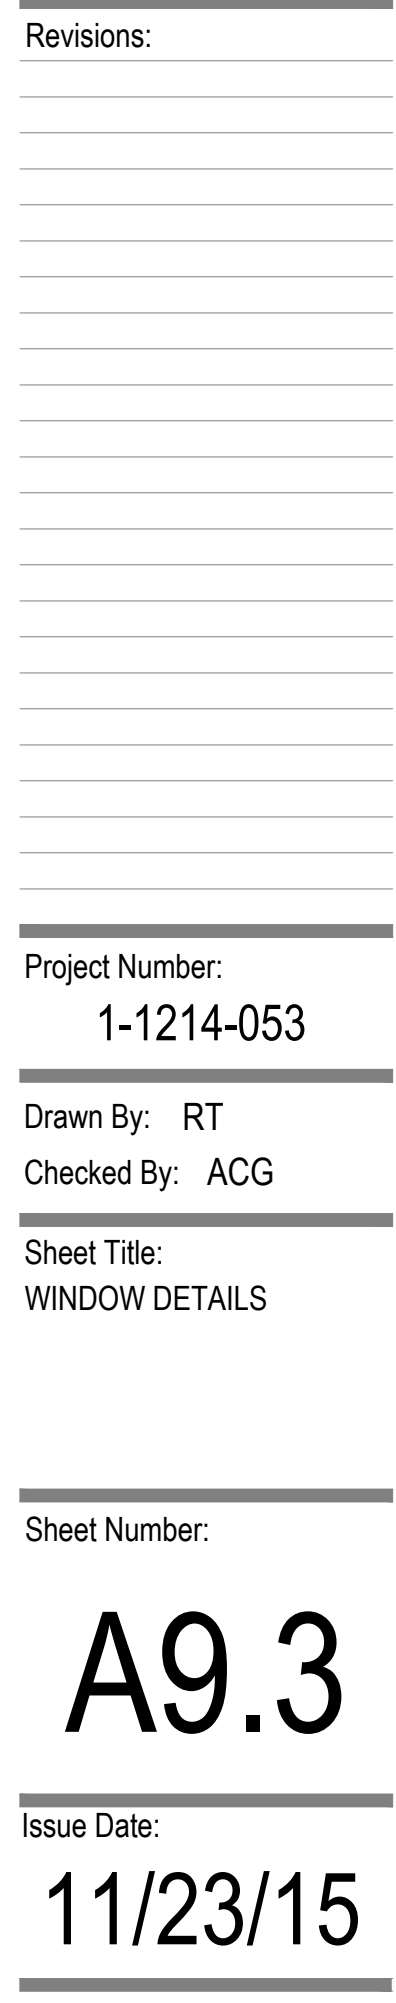 Revisions:
Project Number:
1-1214-053
Drawn By: RT
Checked By: ACG
Sheet Title:
WINDOW DETAILS
Sheet Number:
A9.3
Issue Date:
11/23/15